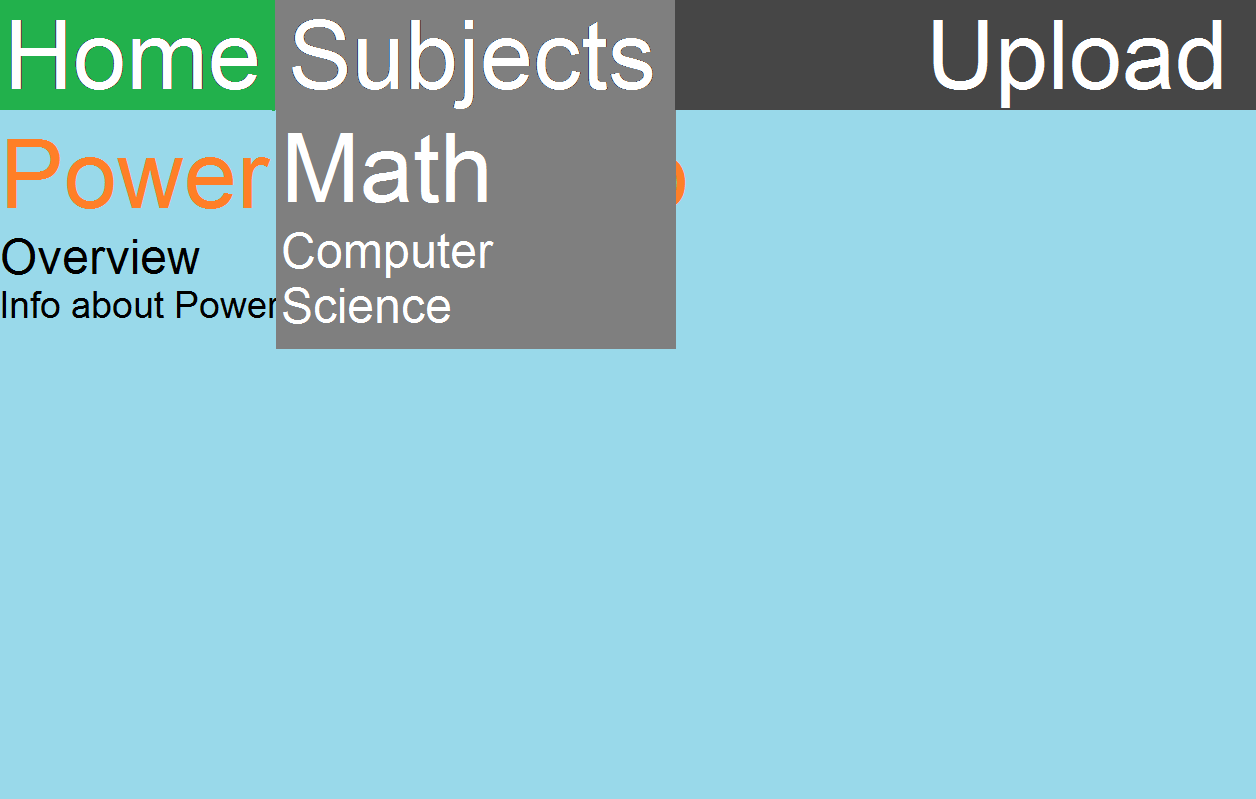 Home Subjects Upload
Power
Math
Overview
Computer
Info about Power
Science